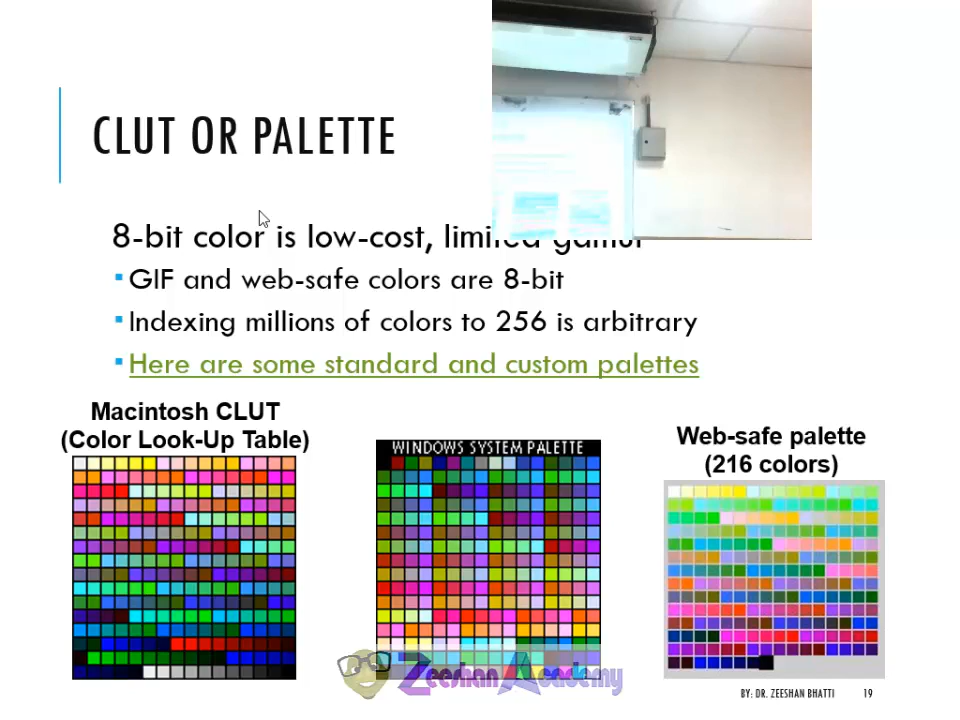 CLUT OR PALETTE
8-bit color is low-cost, limited gamut
GIF and web-safe colors are 8-bit
Indexing millions of colors to 256 is arbitrary
Here are some standard and custom palettes
Macintosh CLUT
(Color Look-Up Table)
WINDOWS SYSTEM PALETTE
Web-safe palette
(216 colors)
Zeeshan Academy
BY: DR. ZEESHAN BHATTI 19